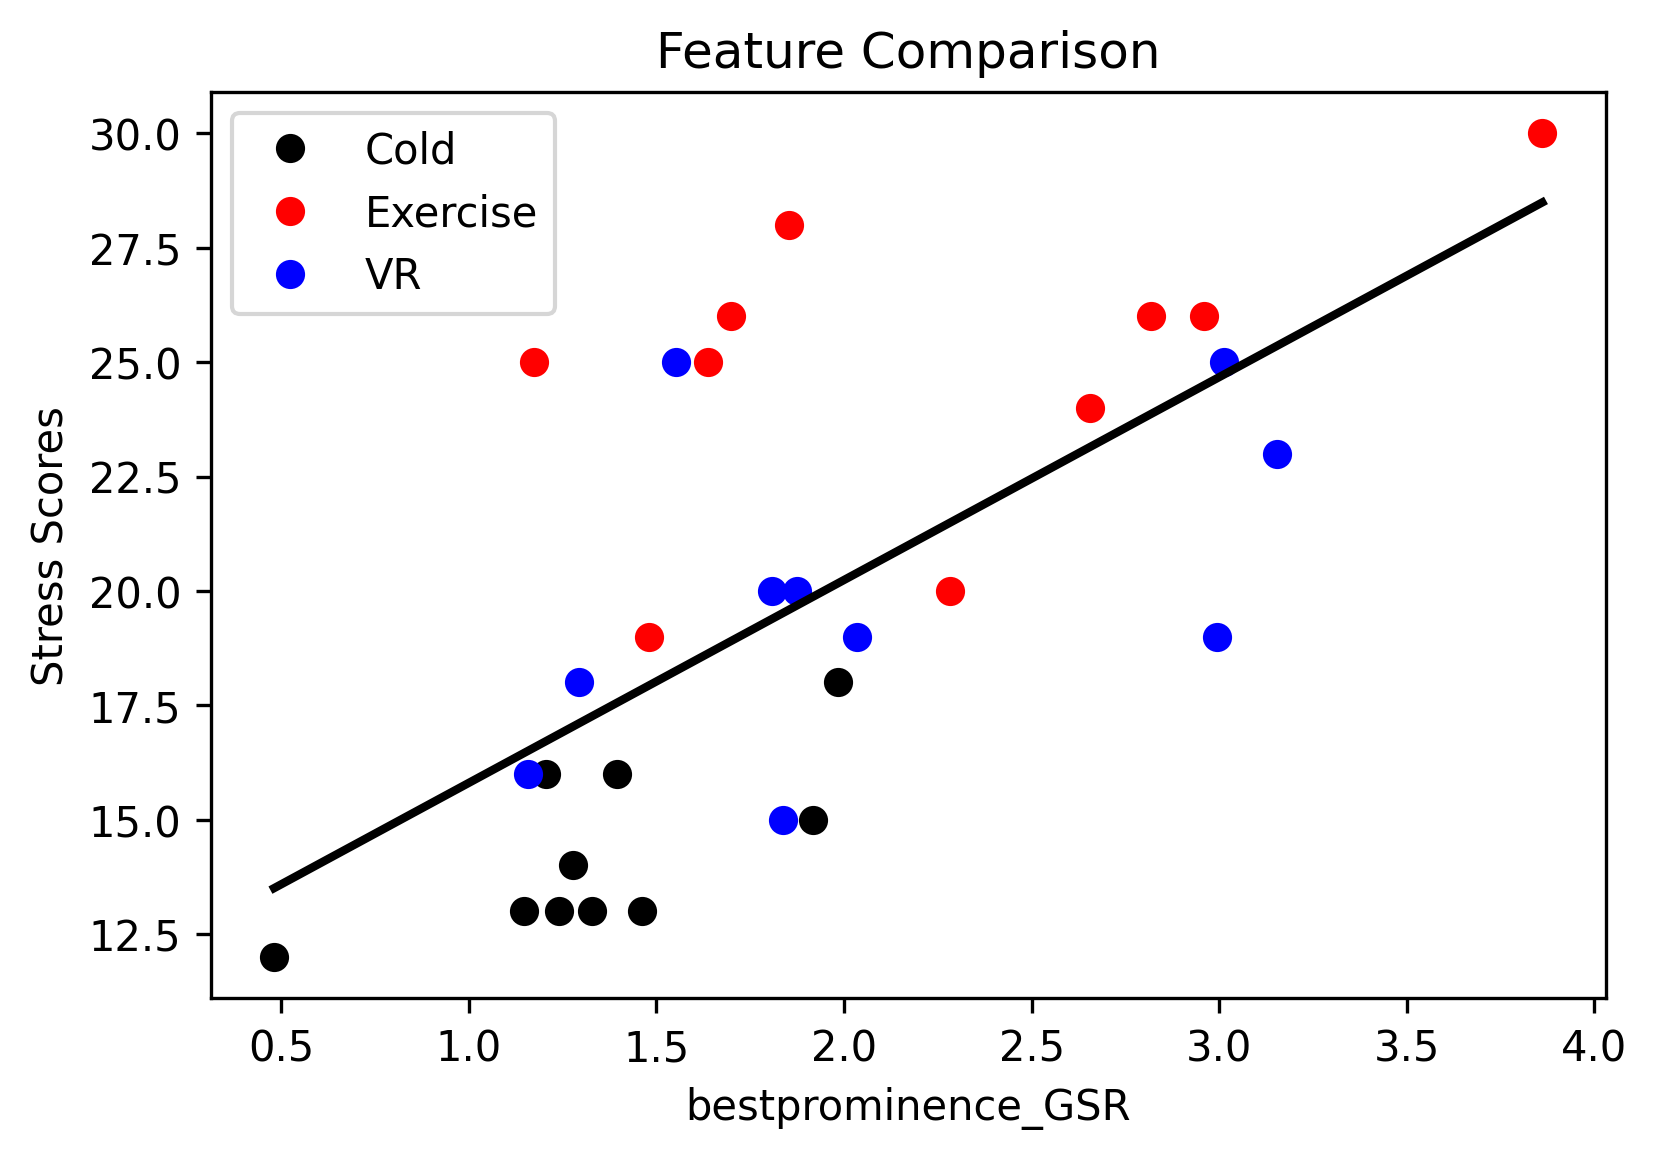 Feature Comparison
Cold
Exercise
VR
30.0
27.5
25.0
22.5
20.0
17.5
15.0
12.5
Stress Scores
0.5 1.0 1.5 2.0 2.5 3.0 3.5 4.0
bestprominence_GSR